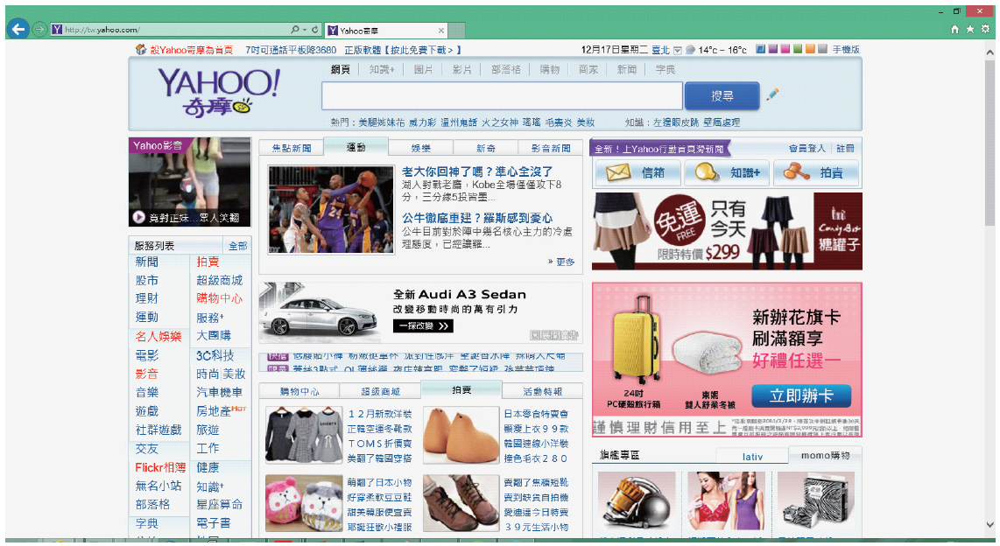 http://tw.yahoo.com/
Yahoo奇摩
設Yahoo奇摩為首頁 7吋可通話平板降3680 正版軟體【按此免費下載>】
12月17日星期二 臺北 14°c ~ 16°c 手機版
YAHOO!
奇摩
網頁 知識+ 圖片 影片 部落格 購物 商家 新聞 字典
搜尋
熱門：美腿姊妹花 威力彩 溫州鬼話 火之女神 瑤瑤 毛嘉炎 美妝 知識：左邊眼皮跳 壁癌處理
Yahoo影音
竟對正妹...眾人笑翻
服務列表 全部
新聞 拍賣
股市 超級商城
理財 購物中心
運動 服務+
名人娛樂 大團購
電影 3C科技
影音 時尚 美妝
音樂 汽車機車
遊戲 房地產Hot
社群遊戲 旅遊
交友 工作
Flickr相簿 健康
無名小站 知識+
部落格 星座算命
字典 電子書
焦點新聞 運動 娛樂 新奇 影音新聞
老大你回神了嗎？準心全沒了
湖人對戰老鷹，Kobe全場僅僅攻下8
分，三分線5投皆墨...
公牛徹底重建？羅斯感到憂心
公牛目前對於陣中幾名核心主力的冷處
理態度，已經讓羅...
» 更多
全新 Audi A3 Sedan
改變移動時尚的萬有引力
一探改變
購物中心 超級商城 拍賣 活動特報
12月新款洋裝
正韓空運冬靴款
TOMS折價賣
美翻了韓國穿搭
日本零食特賣會
顯瘦上衣99款
韓國連線小洋裝
撞色毛衣280
萌翻了日本小物
好穿柔軟豆豆鞋
甜美韓服便宜賣
耶誕狂歡小禮服
賣翻了焦糖短靴
賣到缺貨自拍機
愛迪達今日特賣
39元生活小物
全新！上Yahoo行動首頁滑新聞 會員登入 註冊
信箱 知識+ 拍賣
免運
FREE
只有
今天
限時特價$299
Candy Box
糖罐子
新辦花旗卡
刷滿額享
好禮任選一
立即辦卡
24吋
PC硬殼旅行箱
東妮
雙人舒柔冬被
謹慎理財信用至上
旗艦專區 lativ momo購物